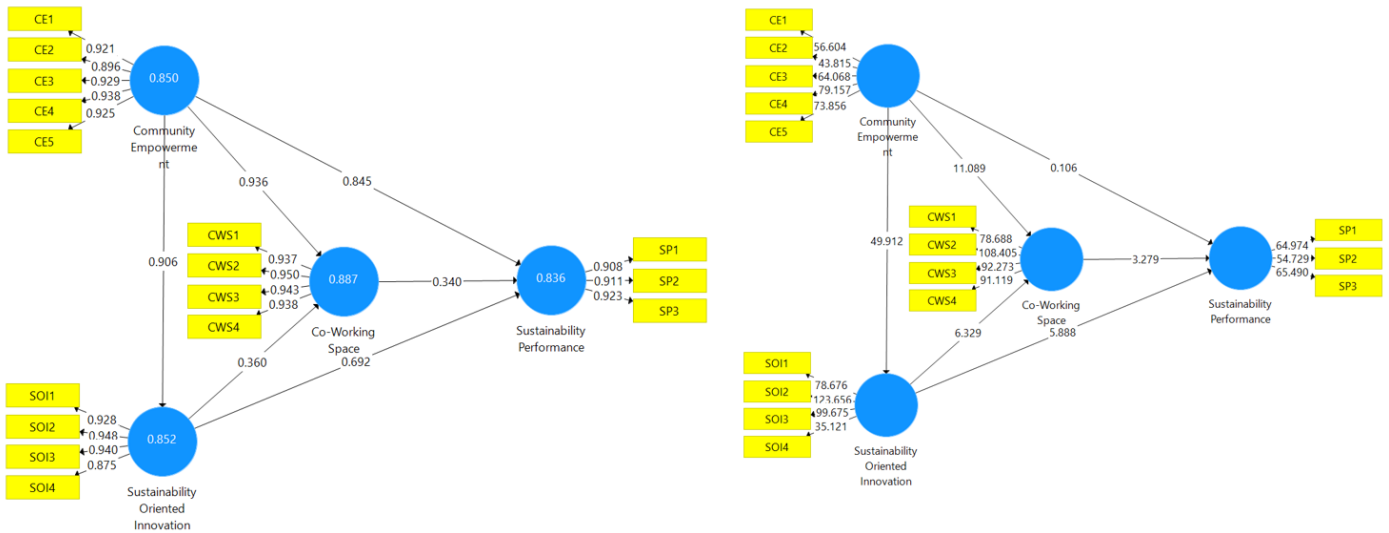 CE1
0.921
CE2
0.896
CE3
0.929
0.938
CE4
0.925
CE5
0.850
Community
Empowerme
nt
0.936
0.845
0.906
CWS1
0.937
CWS2
0.950
CWS3
0.943
0.938
CWS4
0.887
Co-Working
Space
0.340
0.836
Sustainability
Performance
0.908
SP1
0.911
SP2
0.923
SP3
0.360
0.692
SOI1
0.928
SOI2
0.948
SOI3
0.940
0.875
SOI4
0.852
Sustainability
Oriented
Innovation
CE1
56.604
CE2
43.815
CE3
64.068
79.157
CE4
73.856
CE5
Community
Empowerme
nt
11.089
0.106
49.912
CWS1
78.688
CWS2
108.405
CWS3
92.273
91.119
CWS4
Co-Working
Space
3.279
Sustainability
Performance
64.974
SP1
54.729
SP2
65.490
SP3
6.329
5.888
SOI1
78.676
SOI2
123.656
SOI3
99.675
35.121
SOI4
Sustainability
Oriented
Innovation